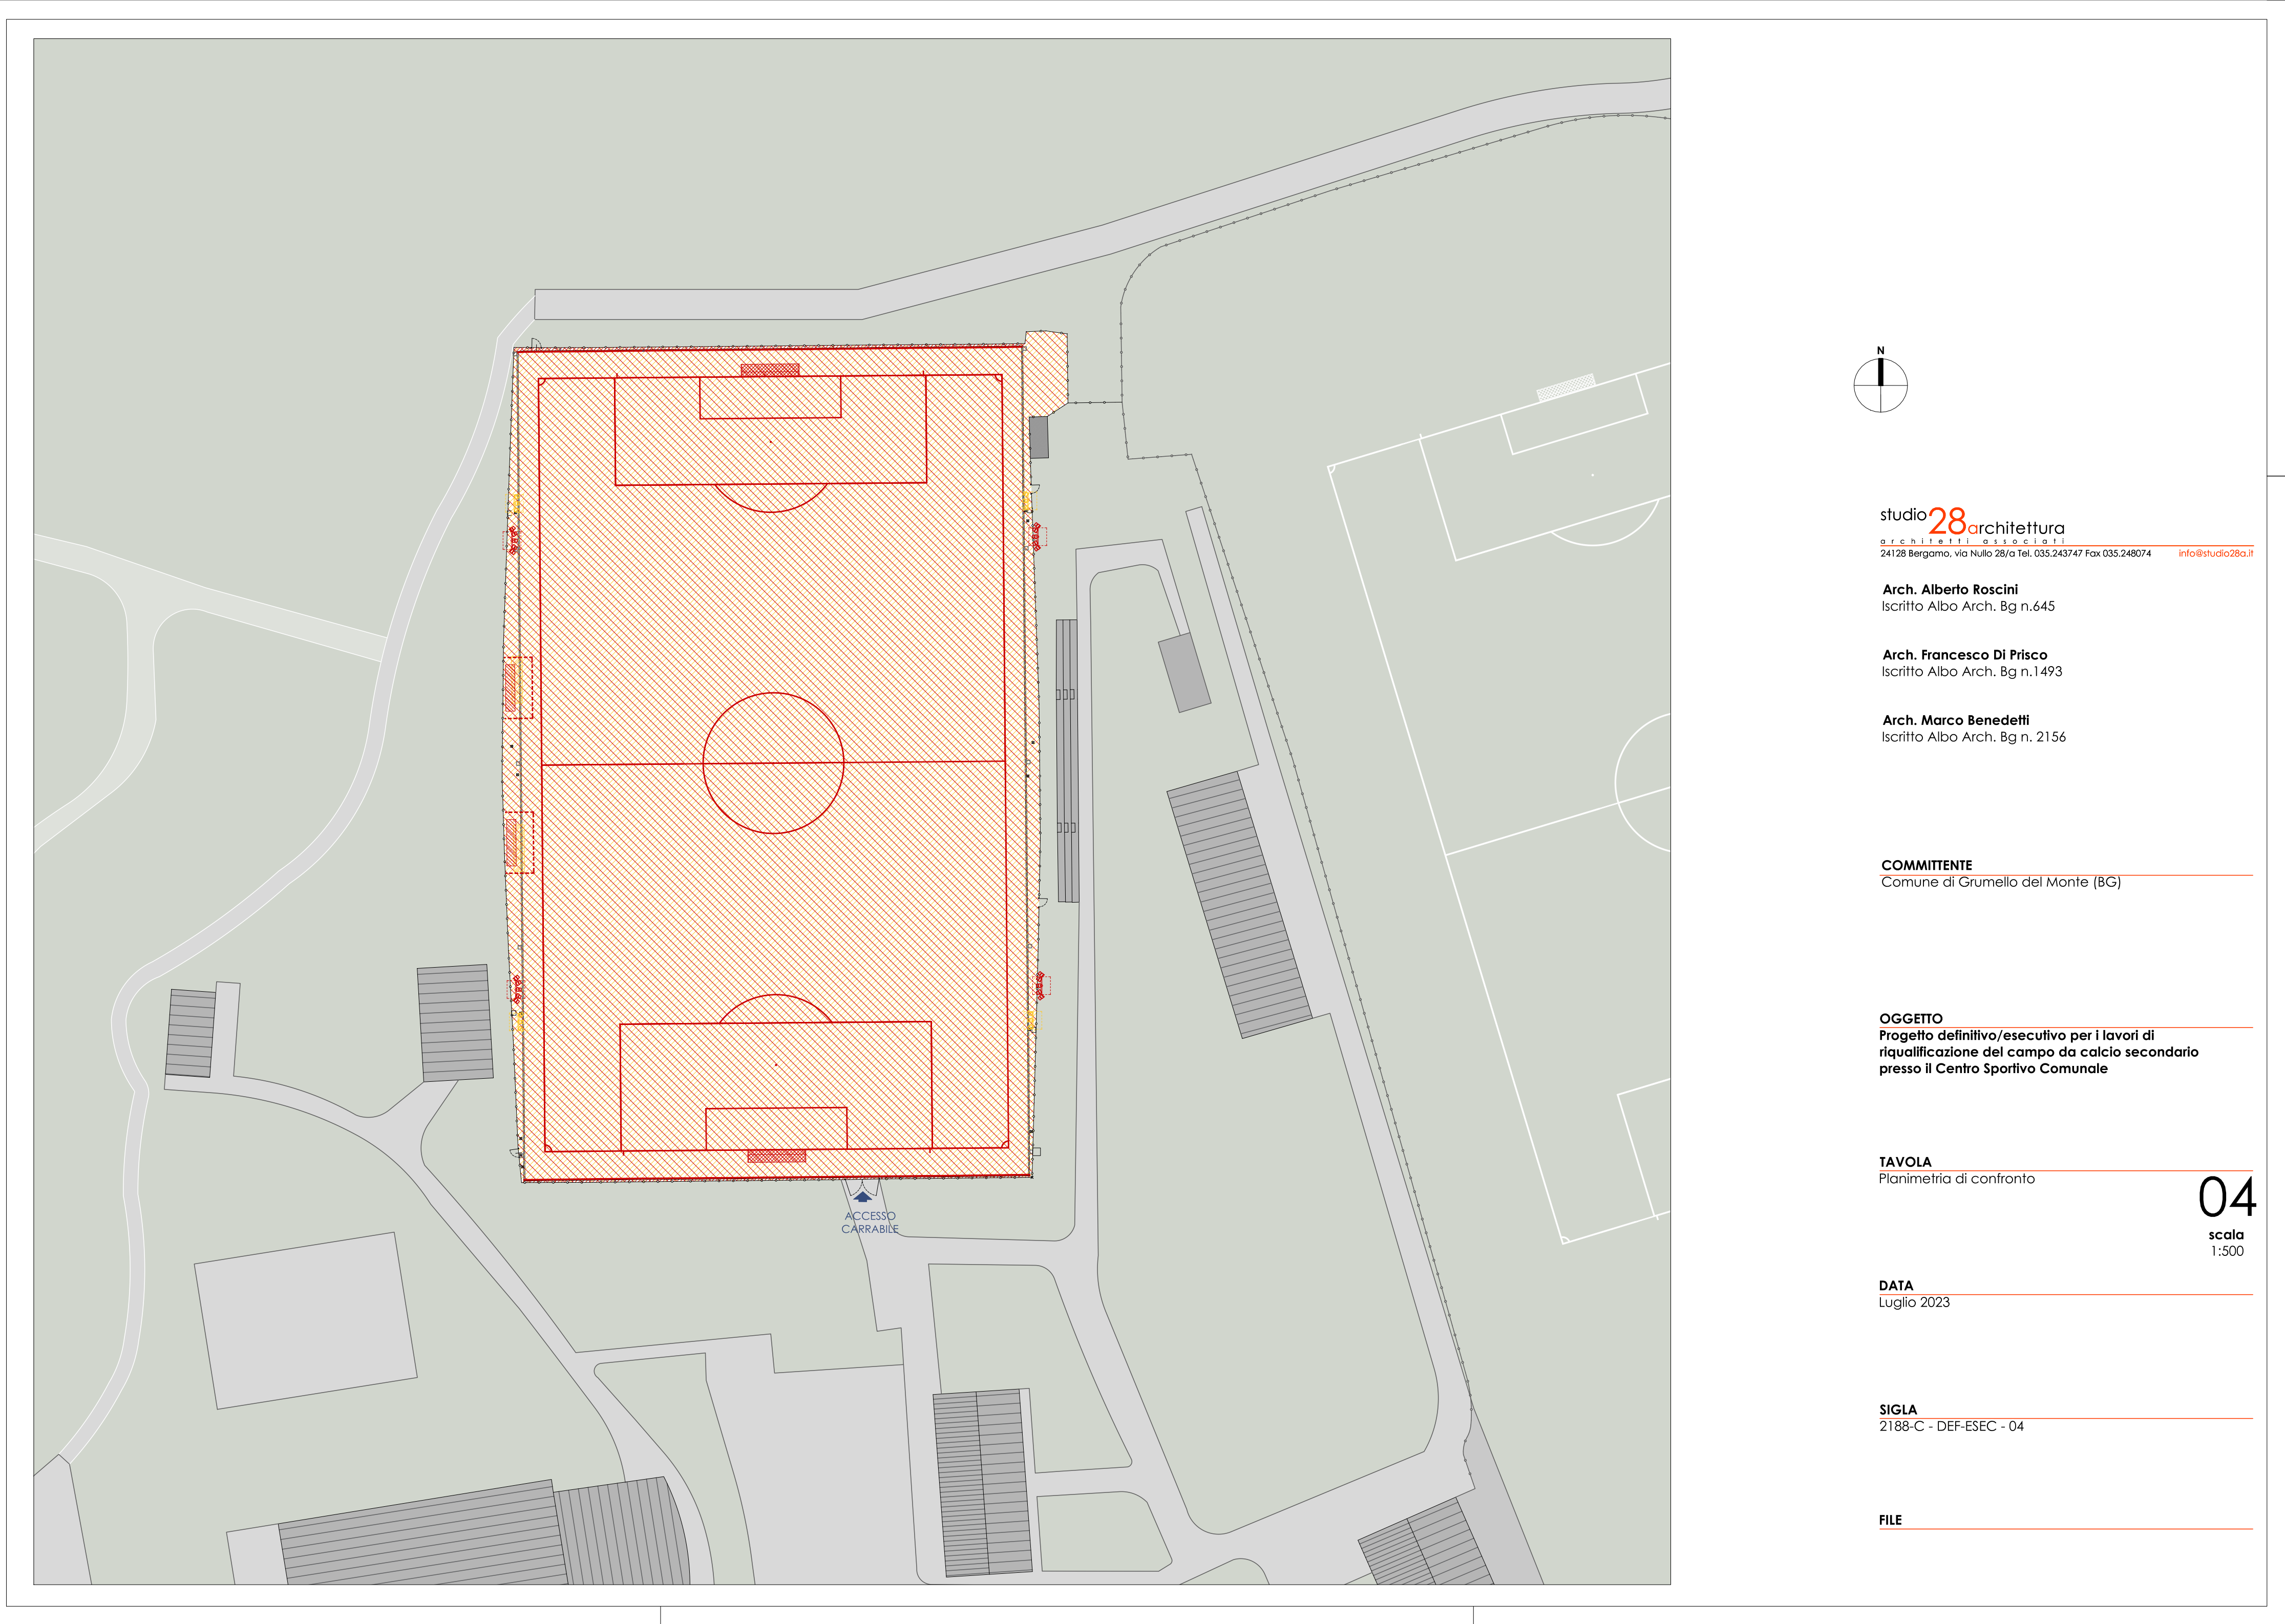 ACCESSO
CARRABILE
N
studio28architettura
architetti associati
24128 Bergamo, via Nullo 28/a Tel. 035.243747 Fax 035.248074 info@studio28a.it
Arch. Alberto Roscini
Iscritto Albo Arch. Bg n.645
Arch. Francesco Di Prisco
Iscritto Albo Arch. Bg n.1493
Arch. Marco Benedetti
Iscritto Albo Arch. Bg n. 2156
COMMITTENTE
Comune di Grumello del Monte (BG)
OGGETTO
Progetto definitivo/esecutivo per i lavori di
riqualificazione del campo da calcio secondario
presso il Centro Sportivo Comunale
TAVOLA
Planimetria di confronto
04
scala
1:500
DATA
Luglio 2023
SIGLA
2188-C - DEF-ESEC - 04
FILE